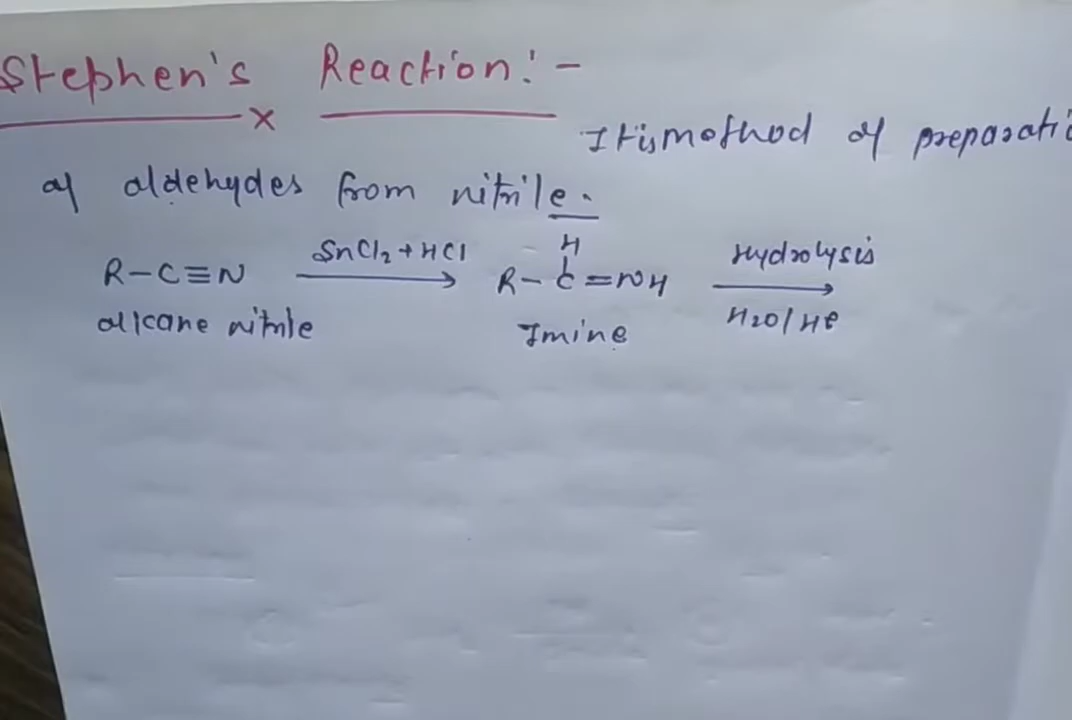 Stephen's Reaction:-
It is method of preparati
of aldehydes from nitrile.
R-C≡N SnCl2+HCl → R-C(H)=NH Hydrolysis → H2O/H⊕
alkane nitrile Imine